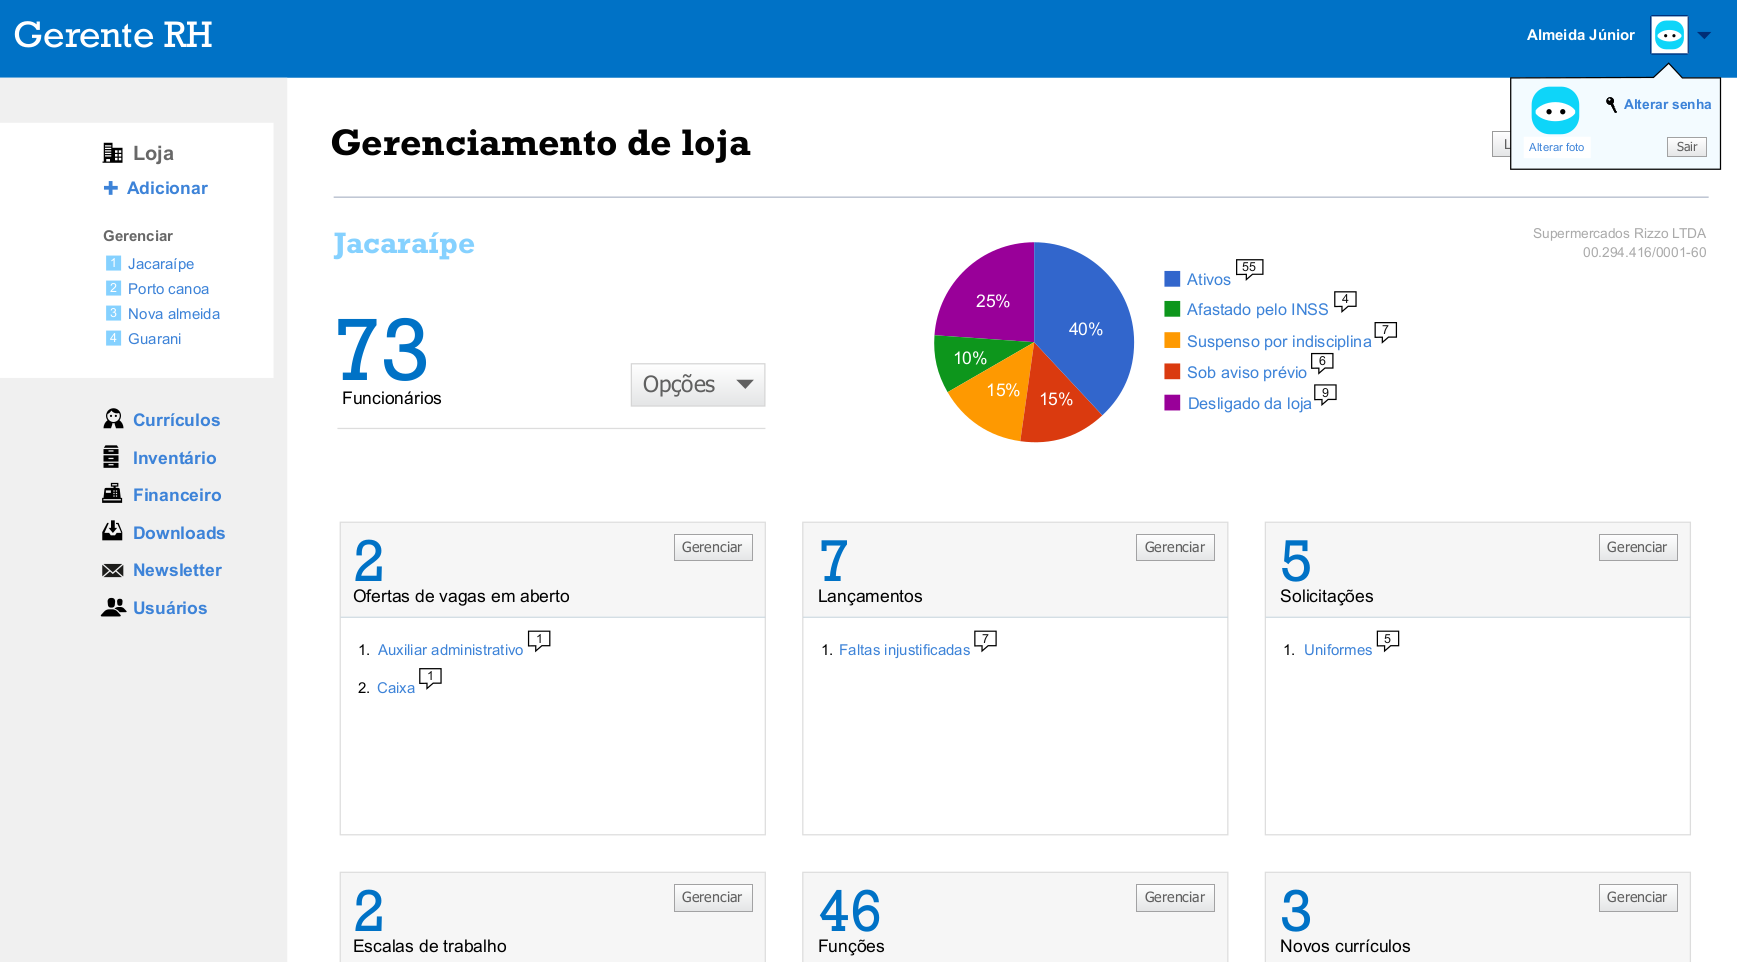 Gerente RH
Almeida Júnior
Alterar senha
Alterar foto
Sair
Loja
Adicionar
Gerenciar
1 Jacaraípe
2 Porto canoa
3 Nova almeida
4 Guarani
Currículos
Inventário
Financeiro
Downloads
Newsletter
Usuários
Gerenciamento de loja
L
Jacaraípe
Supermercados Rizzo LTDA
00.294.416/0001-60
73
Funcionários
Opções
25%
40%
10%
15%
15%
Ativos 55
Afastado pelo INSS 4
Suspenso por indisciplina 7
Sob aviso prévio 6
Desligado da loja 9
2
Gerenciar
Ofertas de vagas em aberto
1. Auxiliar administrativo 1
2. Caixa 1
7
Gerenciar
Lançamentos
1. Faltas injustificadas 7
5
Gerenciar
Solicitações
1. Uniformes 5
2
Gerenciar
Escalas de trabalho
46
Gerenciar
Funções
3
Gerenciar
Novos currículos